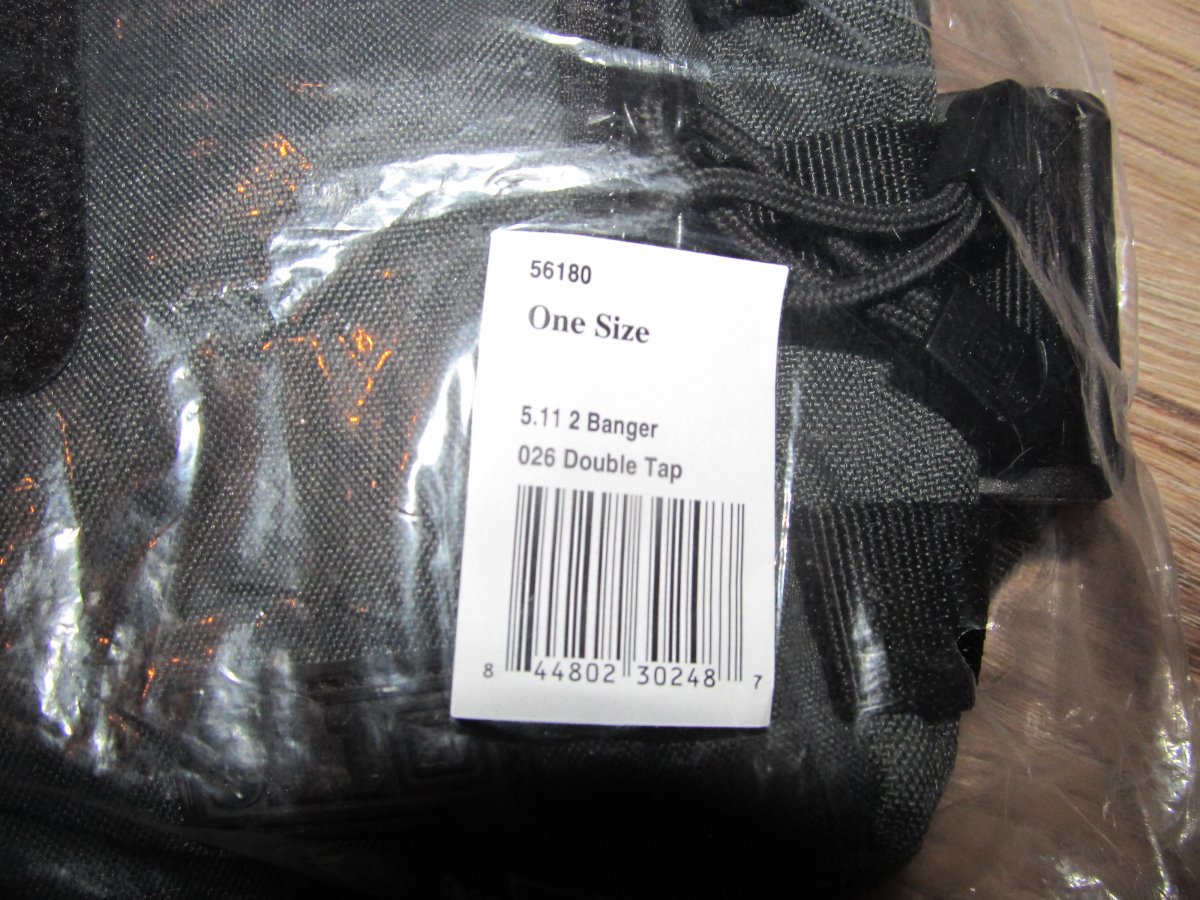 56180
One Size
5.11 2 Banger
026 Double Tap
8 44802 30248 7